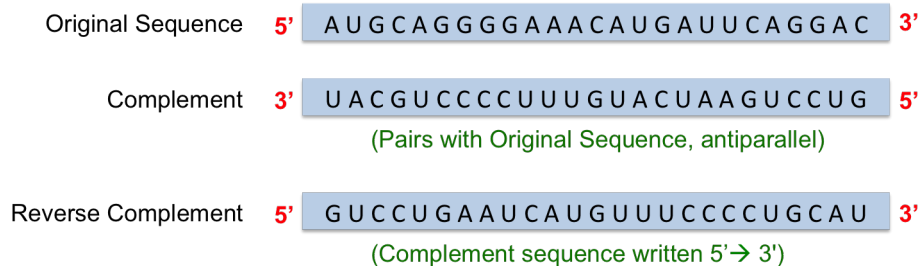 Original Sequence 5’ A U G C A G G G G A A A C A U G A U U C A G G A C 3’
Complement 3’ U A C G U C C C C U U U G U A C U A A G U C C U G 5’
(Pairs with Original Sequence, antiparallel)
Reverse Complement 5’ G U C C U G A A U C A U G U U U C C C C U G C A U 3’
(Complement sequence written 5’→ 3')